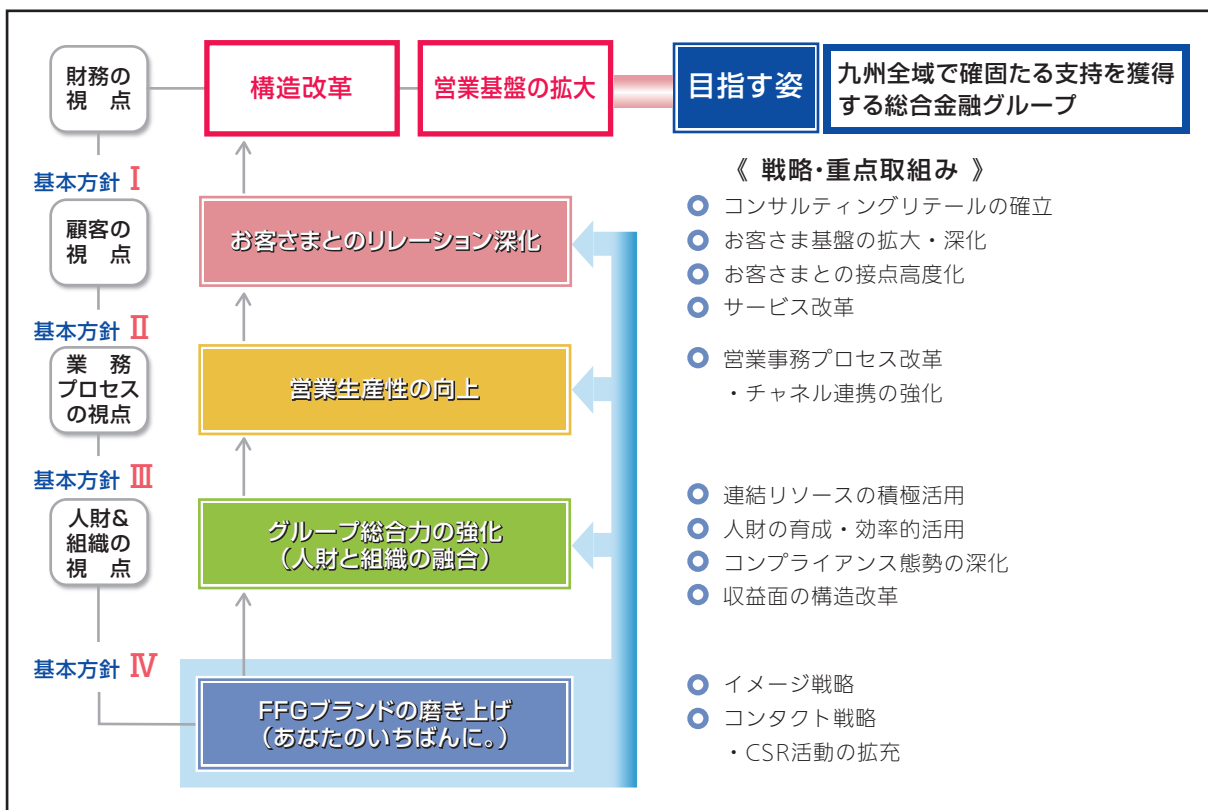 財務の
視　点
構造改革
営業基盤の拡大
目指す姿
九州全域で確固たる支持を獲得
する総合金融グループ
《 戦略・重点取組み 》
基本方針 Ⅰ
顧客の
視　点
お客さまとのリレーション深化
コンサルティングリテールの確立
お客さま基盤の拡大・深化
お客さまとの接点高度化
サービス改革
基本方針 Ⅱ
業　務
プロセス
の視点
営業生産性の向上
営業事務プロセス改革
・チャネル連携の強化
基本方針 Ⅲ
人財&
組織の
視　点
グループ総合力の強化
（人財と組織の融合）
連結リソースの積極活用
人財の育成・効率的活用
コンプライアンス態勢の深化
収益面の構造改革
基本方針 Ⅳ
FFGブランドの磨き上げ
（あなたのいちばんに。）
イメージ戦略
コンタクト戦略
・CSR活動の拡充